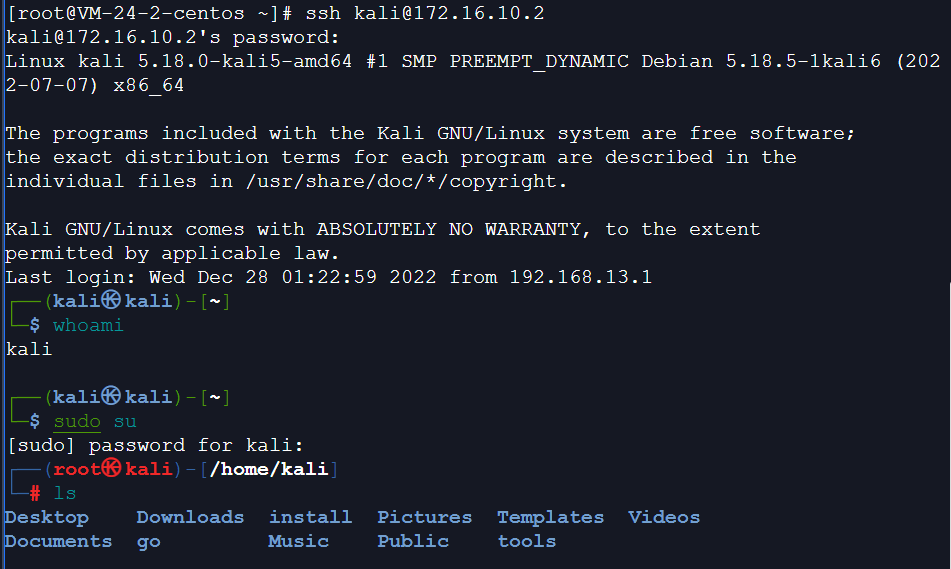 [root@VM-24-2-centos ~]# ssh kali@172.16.10.2
kali@172.16.10.2's password:
Linux kali 5.18.0-kali5-amd64 #1 SMP PREEMPT_DYNAMIC Debian 5.18.5-1kali6 (202
2-07-07) x86_64

The programs included with the Kali GNU/Linux system are free software;
the exact distribution terms for each program are described in the
individual files in /usr/share/doc/*/copyright.

Kali GNU/Linux comes with ABSOLUTELY NO WARRANTY, to the extent
permitted by applicable law.
Last login: Wed Dec 28 01:22:59 2022 from 192.168.13.1
┌──(kali㉿kali)-[~]
└─$ whoami
kali

┌──(kali㉿kali)-[~]
└─$ sudo su
[sudo] password for kali:
┌──(root㉿kali)-[/home/kali]
└─# ls
Desktop    Downloads  install  Pictures  Templates  Videos
Documents  go         Music    Public    tools